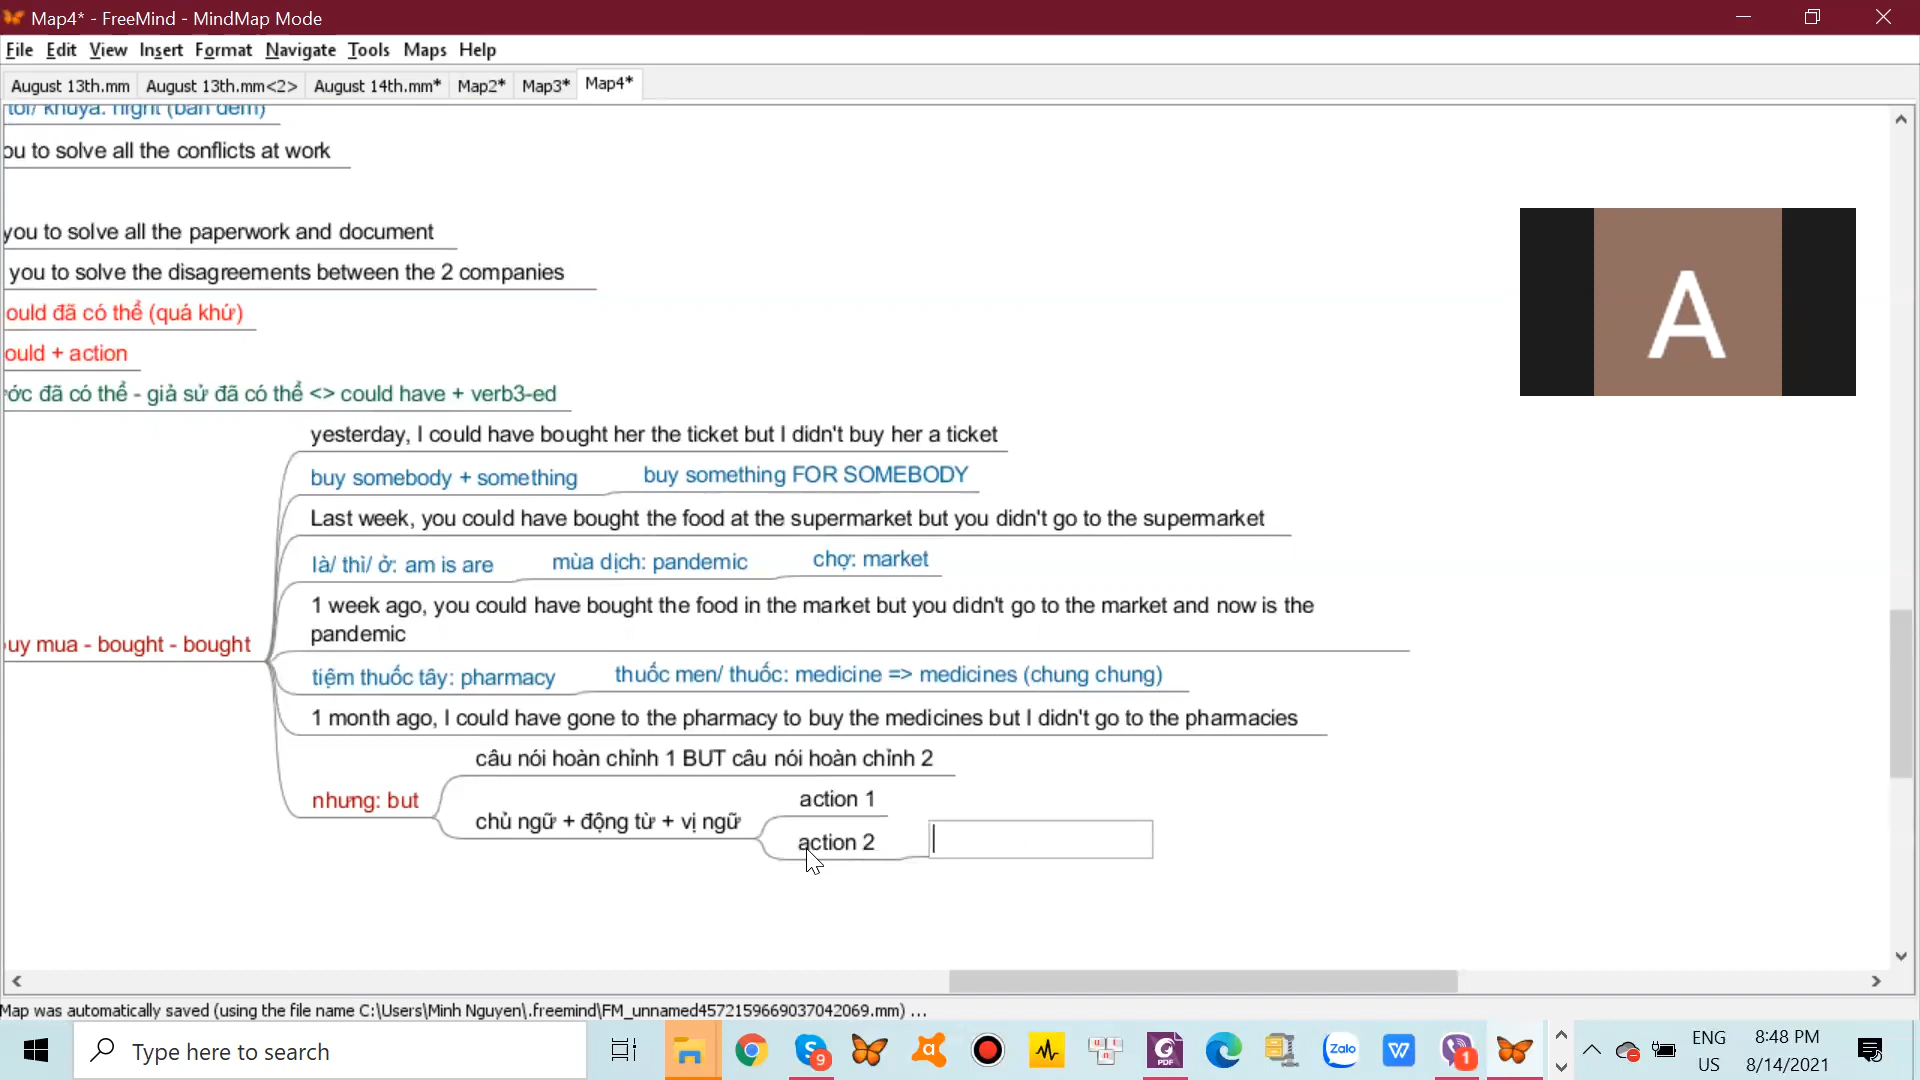 Map4* - FreeMind - MindMap Mode
File Edit View Insert Format Navigate Tools Maps Help
August 13th.mm August 13th.mm<2> August 14th.mm* Map2* Map3* Map4*
tối/ khuya: night (ban đêm)
ou to solve all the conflicts at work
you to solve all the paperwork and document
you to solve the disagreements between the 2 companies
ould đã có thể (quá khứ)
ould + action
ước đã có thể - giả sử đã có thể <> could have + verb3-ed
yesterday, I could have bought her the ticket but I didn't buy her a ticket
buy somebody + something buy something FOR SOMEBODY
Last week, you could have bought the food at the supermarket but you didn't go to the supermarket
là/ thì/ ở: am is are mùa dịch: pandemic chợ: market
1 week ago, you could have bought the food in the market but you didn't go to the market and now is the
pandemic
uy mua - bought - bought
tiệm thuốc tây: pharmacy thuốc men/ thuốc: medicine => medicines (chung chung)
1 month ago, I could have gone to the pharmacy to buy the medicines but I didn't go to the pharmacies
câu nói hoàn chỉnh 1 BUT câu nói hoàn chỉnh 2
nhưng: but
action 1
chủ ngữ + động từ + vị ngữ
action 2
A
Map was automatically saved (using the file name C:\Users\Minh Nguyen\.freemind\FM_unnamed4572159669037042069.mm) ...
Type here to search
9
Zalo
W
PDF
1
ENG
US
8:48 PM
8/14/2021